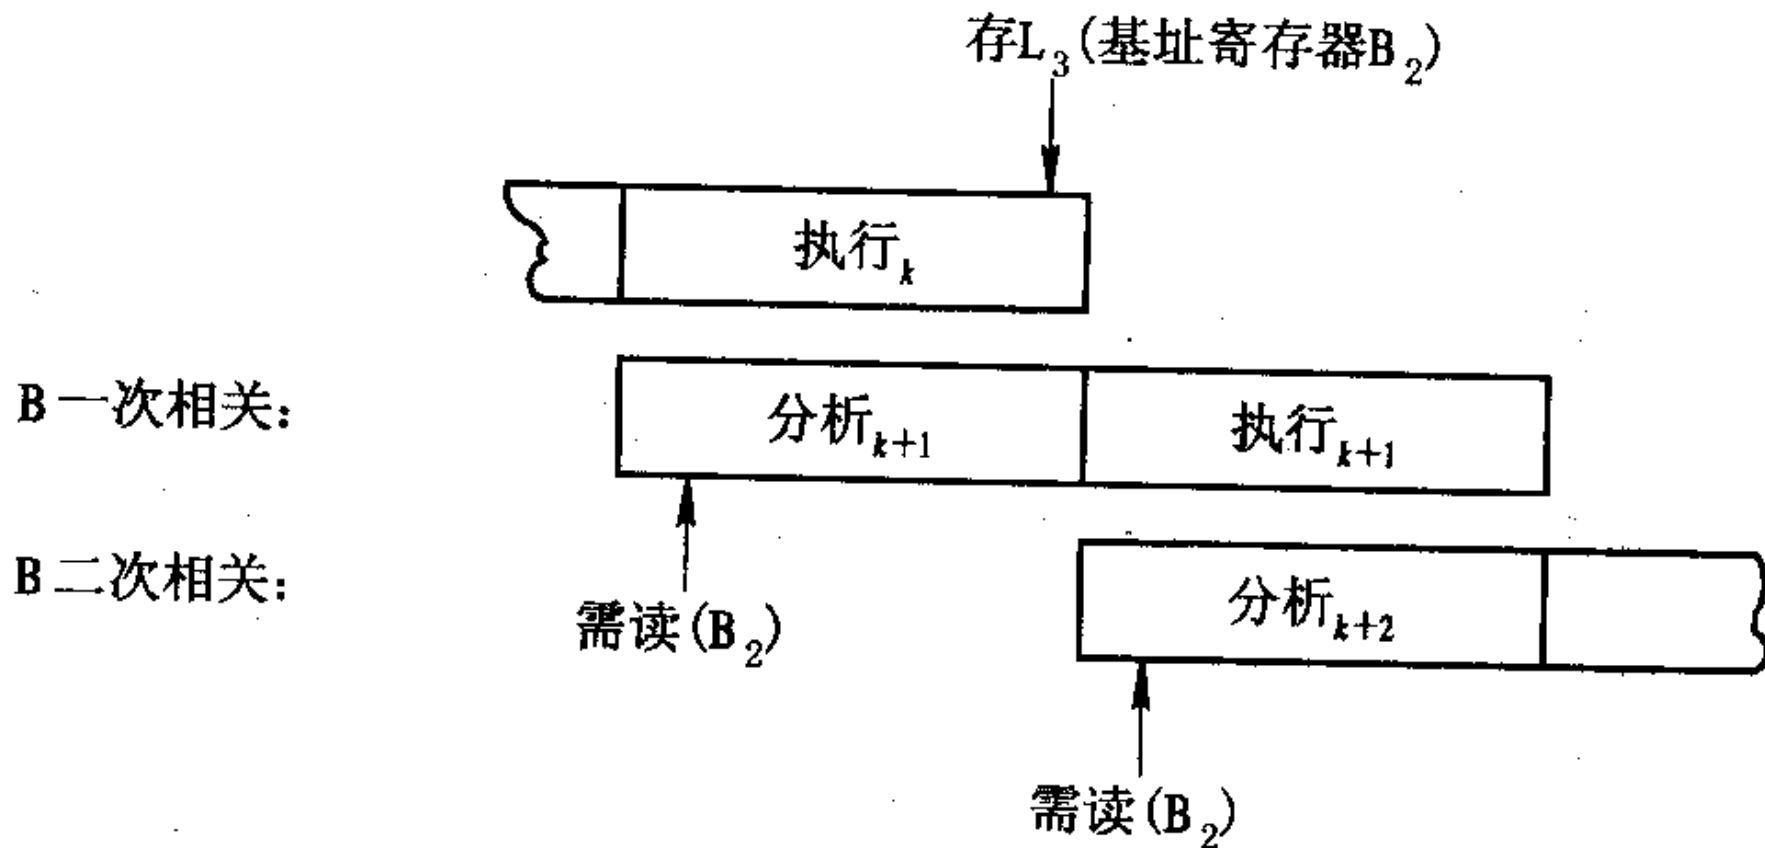 存L₃(基址寄存器B₂)
执行ₖ
B一次相关:
分析ₖ₊₁ 执行ₖ₊₁
需读(B₂)
B二次相关:
分析ₖ₊₂
需读(B₂)